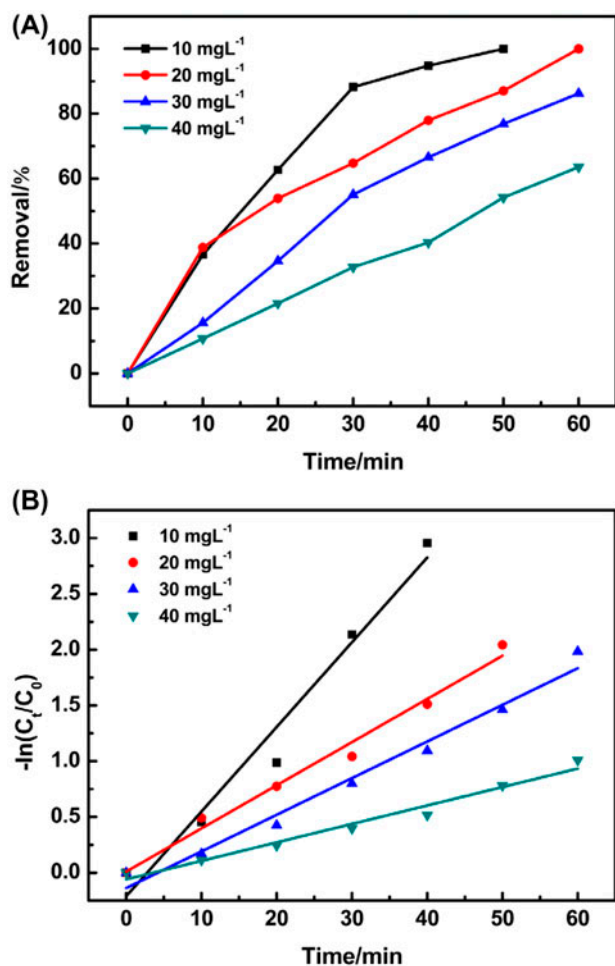 (A)
10 mgL⁻¹
20 mgL⁻¹
30 mgL⁻¹
40 mgL⁻¹
Removal/%
100
80
60
40
20
0
0 10 20 30 40 50 60
Time/min
(B)
10 mgL⁻¹
20 mgL⁻¹
30 mgL⁻¹
40 mgL⁻¹
-ln(Cₜ/C₀)
3.0
2.5
2.0
1.5
1.0
0.5
0.0
0 10 20 30 40 50 60
Time/min